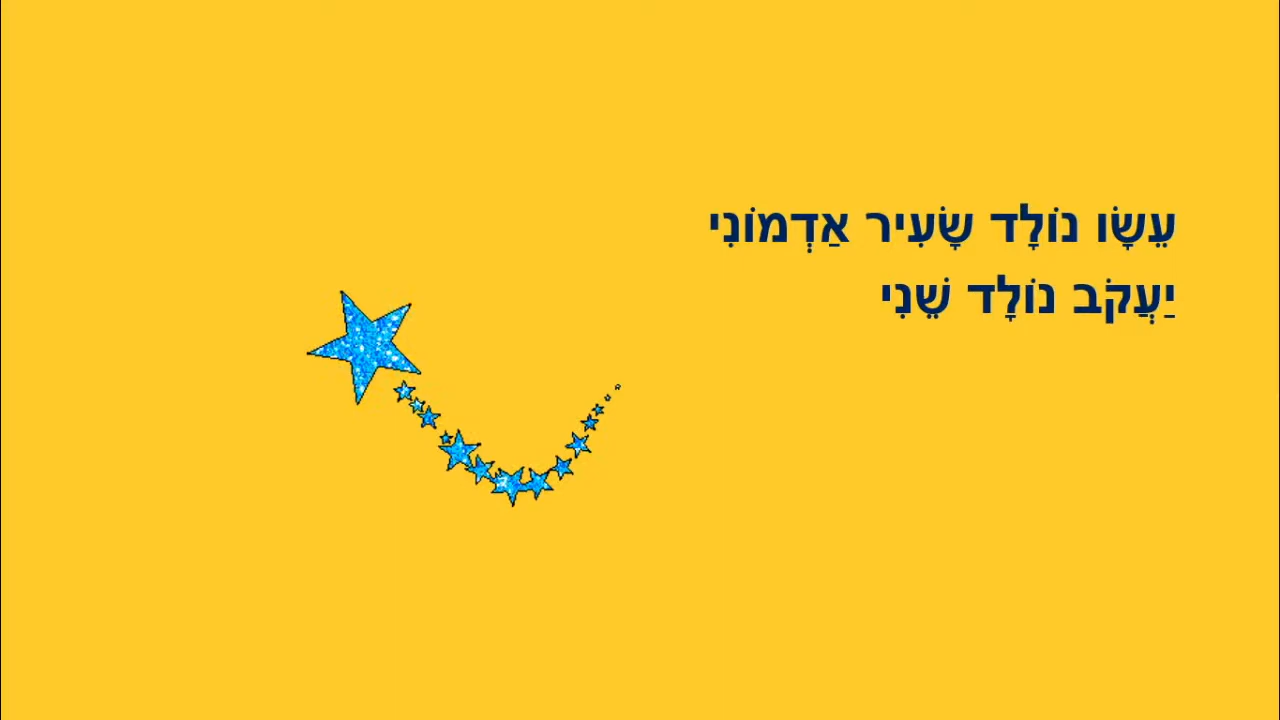 עֵשָׂו נוֹלָד שָׂעִיר אַדְמוֹנִי
יַעֲקֹב נוֹלָד שֵׁנִי